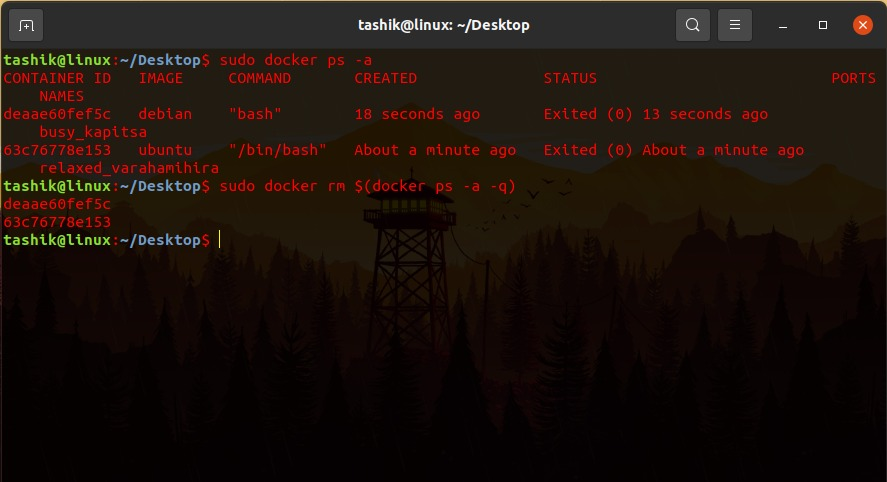 tashik@linux: ~/Desktop
tashik@linux:~/Desktop$ sudo docker ps -a
CONTAINER ID   IMAGE     COMMAND       CREATED              STATUS                          PORTS
    NAMES
deaae60fef5c   debian    "bash"        18 seconds ago       Exited (0) 13 seconds ago
    busy_kapitsa
63c76778e153   ubuntu    "/bin/bash"   About a minute ago   Exited (0) About a minute ago
    relaxed_varahamihira
tashik@linux:~/Desktop$ sudo docker rm $(docker ps -a -q)
deaae60fef5c
63c76778e153
tashik@linux:~/Desktop$